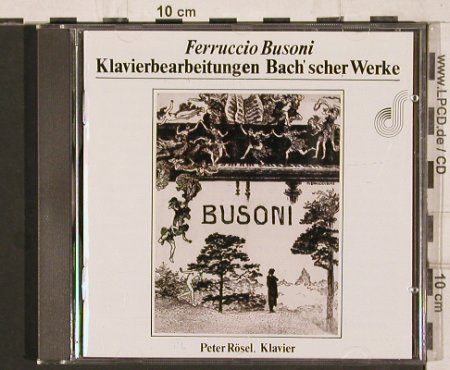 10 cm
Ferruccio Busoni
Klavierbearbeitungen Bach'scher Werke
BUSONI
Peter Rösel, Klavier
www.LPCD.de / CD
10 cm